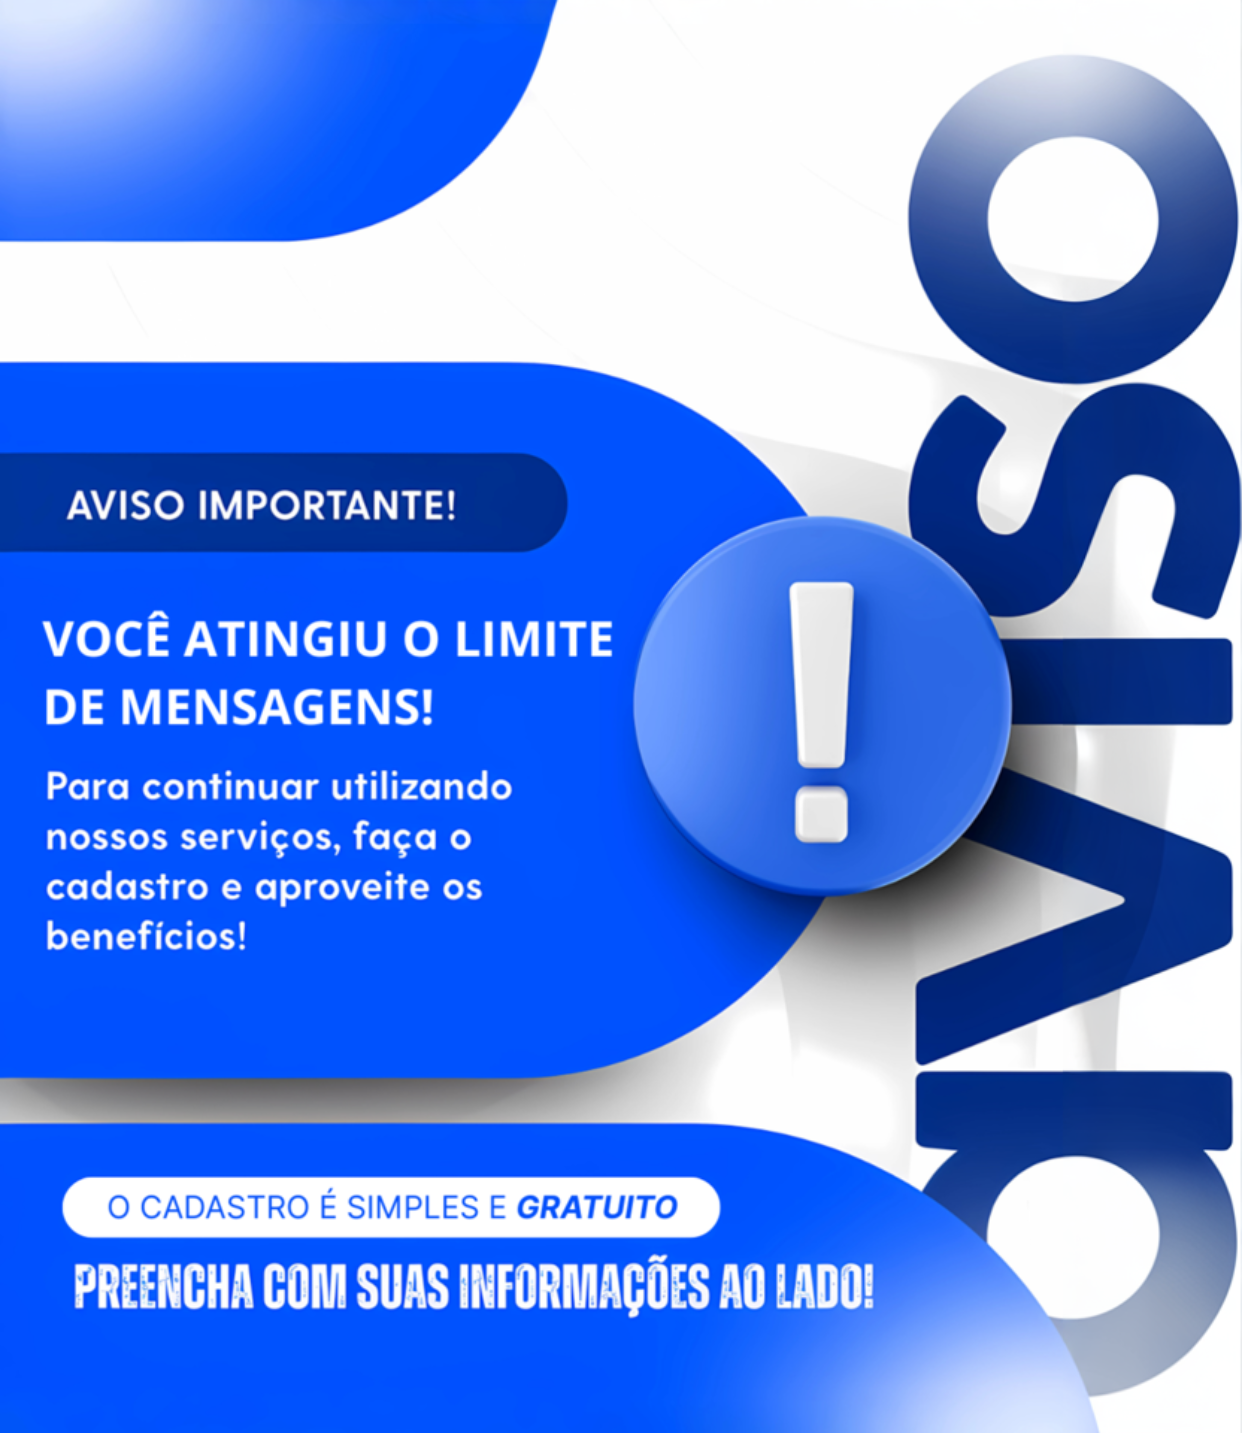 AVISO IMPORTANTE!
VOCÊ ATINGIU O LIMITE
DE MENSAGENS!
Para continuar utilizando
nossos serviços, faça o
cadastro e aproveite os
benefícios!
O CADASTRO É SIMPLES E GRATUITO
PREENCHA COM SUAS INFORMAÇÕES AO LADO!
aviso